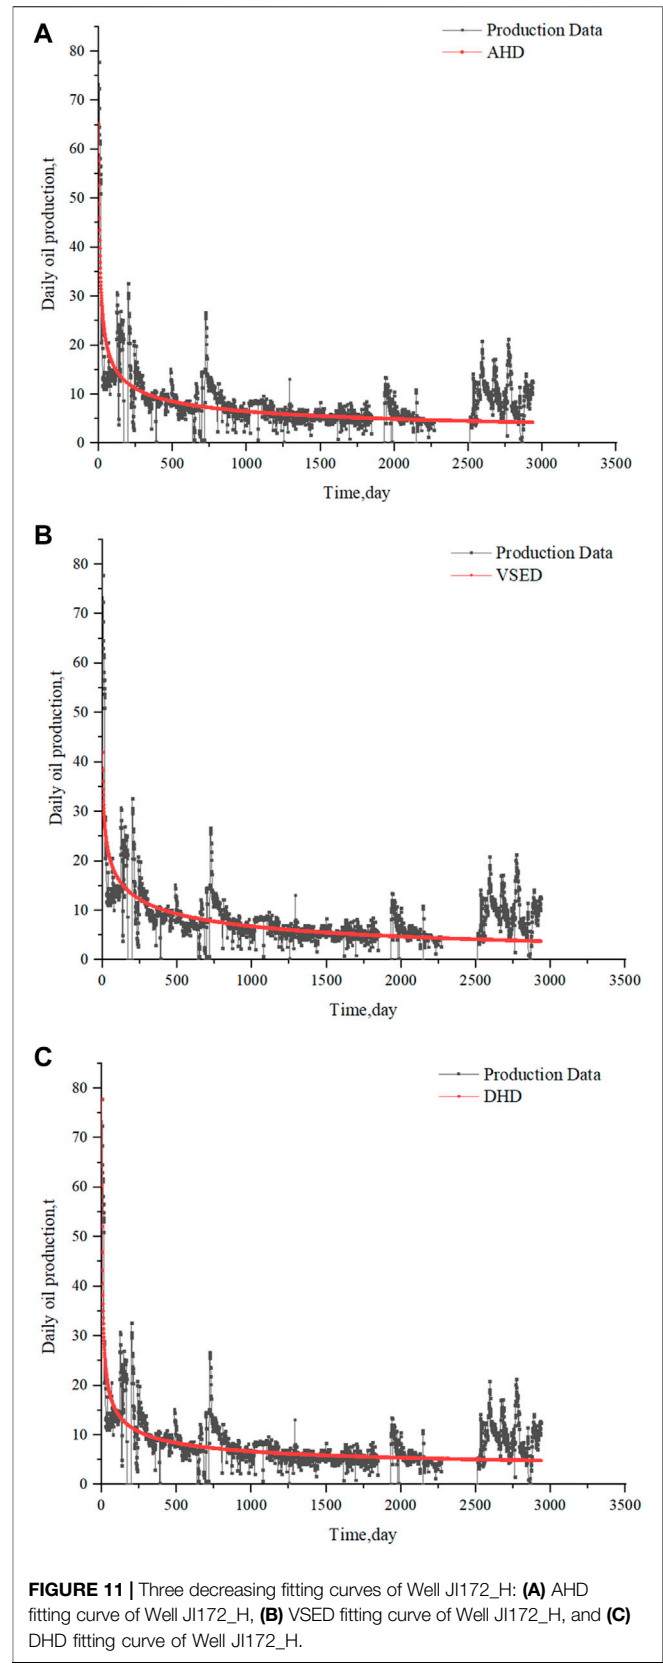 A
Production Data
AHD
80
70
60
50
40
30
20
10
0
Daily oil production,t
0 500 1000 1500 2000 2500 3000 3500
Time,day
B
Production Data
VSED
80
70
60
50
40
30
20
10
0
Daily oil production,t
0 500 1000 1500 2000 2500 3000 3500
Time,day
C
Production Data
DHD
80
70
60
50
40
30
20
10
0
Daily oil production,t
0 500 1000 1500 2000 2500 3000 3500
Time,day
FIGURE 11 | Three decreasing fitting curves of Well JI172_H: (A) AHD
fitting curve of Well JI172_H, (B) VSED fitting curve of Well JI172_H, and (C)
DHD fitting curve of Well JI172_H.